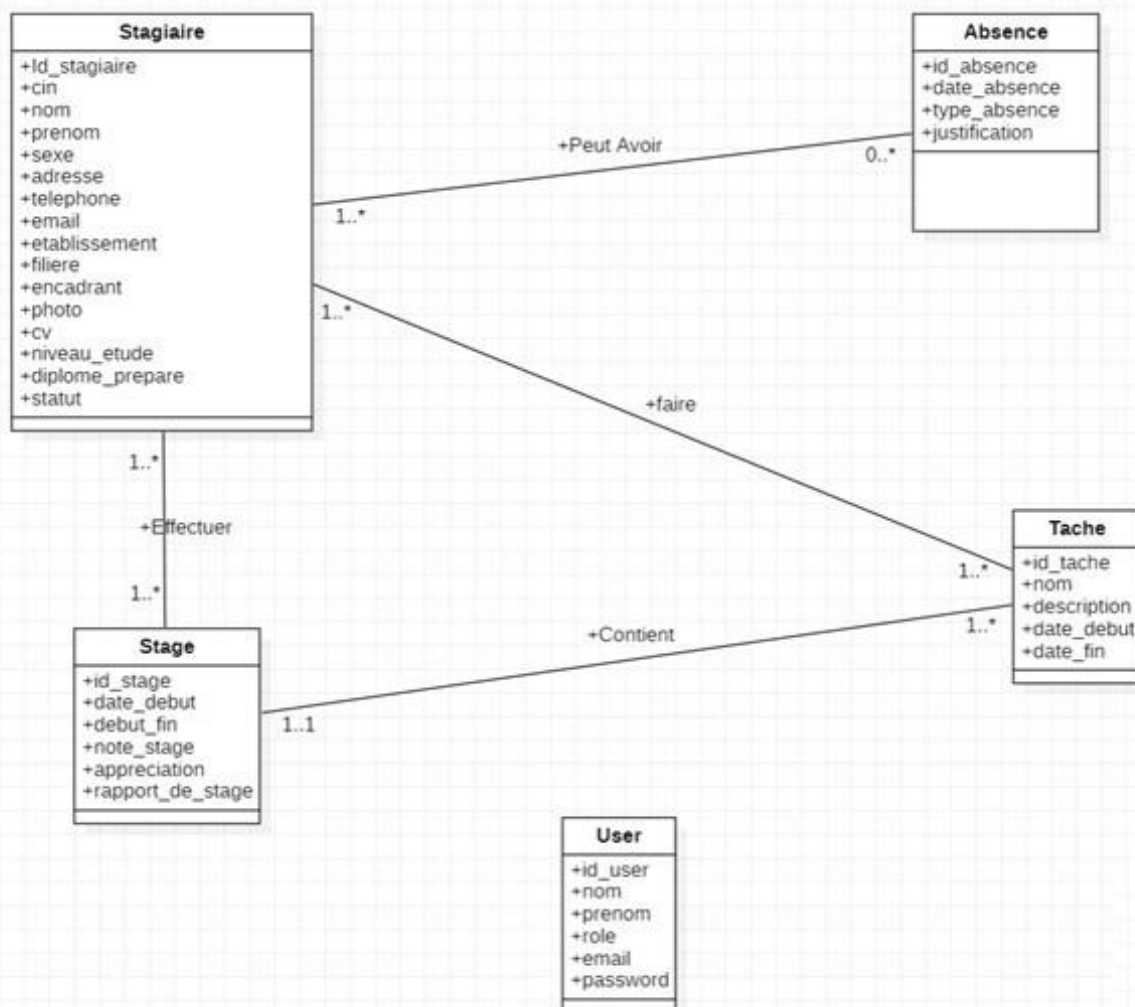 Stagiaire
+Id_stagiaire
+cin
+nom
+prenom
+sexe
+adresse
+telephone
+email
+etablissement
+filiere
+encadrant
+photo
+cv
+niveau_etude
+diplome_prepare
+statut
Absence
+id_absence
+date_absence
+type_absence
+justification
+Peut Avoir
0..*
1..*
1..*
+faire
1..*
1..*
+Effectuer
1..*
Tache
+id_tache
+nom
+description
+date_debut
+date_fin
1..*
+Contient
1..1
Stage
+id_stage
+date_debut
+debut_fin
+note_stage
+appreciation
+rapport_de_stage
User
+id_user
+nom
+prenom
+role
+email
+password